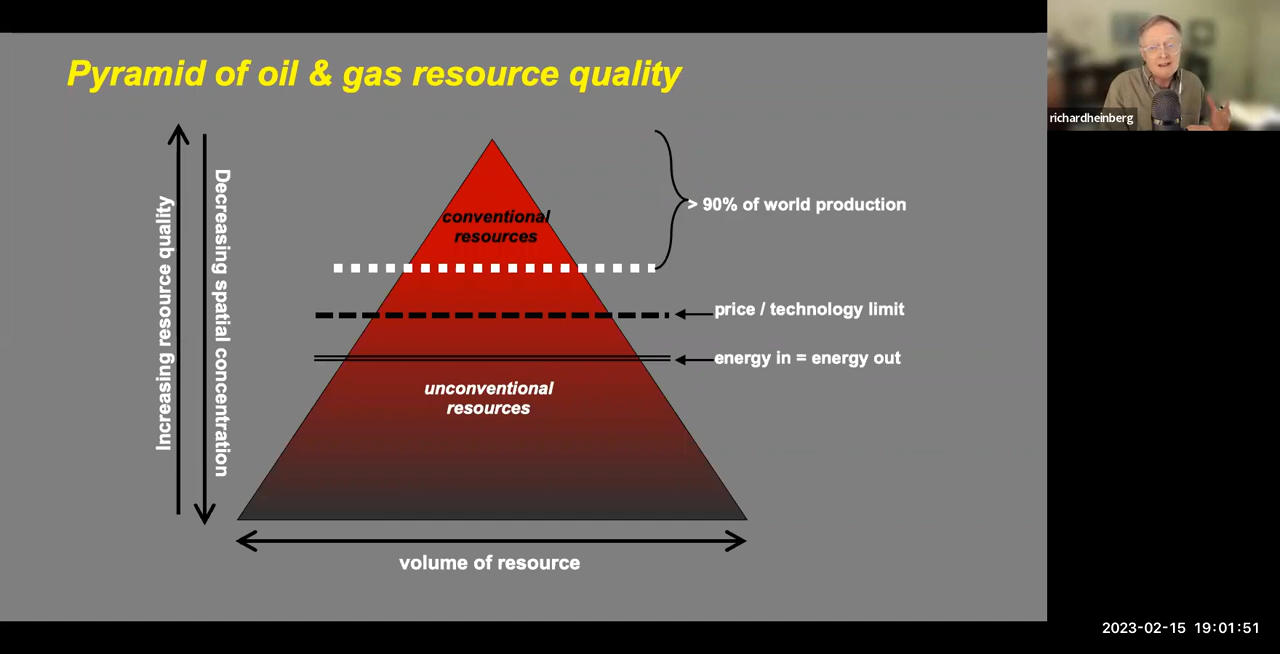 Pyramid of oil & gas resource quality
richardheinberg
Increasing resource quality
Decreasing spatial concentration
conventional
resources
> 90% of world production
price / technology limit
energy in = energy out
unconventional
resources
volume of resource
2023-02-15 19:01:51